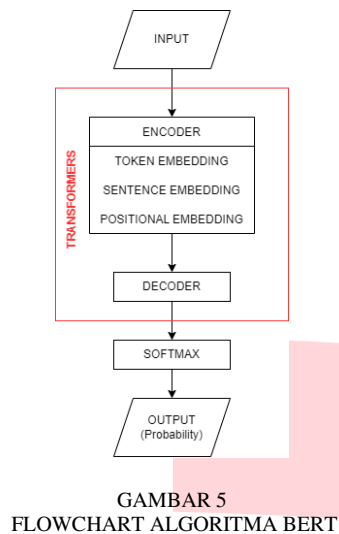 INPUT
TRANSFORMERS
ENCODER
TOKEN EMBEDDING
SENTENCE EMBEDDING
POSITIONAL EMBEDDING
DECODER
SOFTMAX
OUTPUT
(Probability)
GAMBAR 5
FLOWCHART ALGORITMA BERT